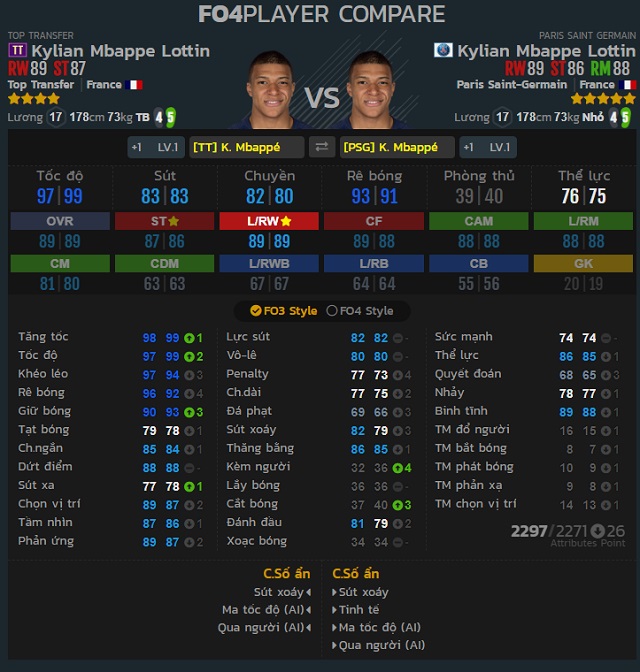 FO4PLAYER COMPARE
TOP TRANSFER
PARIS SAINT GERMAIN
TT Kylian Mbappe Lottin
Kylian Mbappe Lottin
RW89 ST87
RW89 ST86 RM88
Top Transfer France
Paris Saint-Germain France
VS
Lương 17 178cm 73kg TB 4 5
Lương 17 178cm 73kg Nhỏ 4 5
+1 LV.1 [TT] K. Mbappé [PSG] K. Mbappé +1 LV.1
Tốc độ Sút Chuyền Rê bóng Phòng thủ Thể lực
97 99 83 83 82 80 93 91 39 40 76 75
OVR ST L/RW CF CAM L/RM
89 89 87 86 89 89 89 88 88 88 88 88
CM CDM L/RWB L/RB CB GK
81 80 63 63 67 67 64 64 55 56 20 19
FO3 Style FO4 Style
Tăng tốc 98 99 1 Lực sút 82 82 - Sức mạnh 74 74 -
Tốc độ 97 99 2 Vô-lê 80 80 - Thể lực 86 85 1
Khéo léo 97 94 3 Penalty 77 73 4 Quyết đoán 68 65 3
Rê bóng 96 92 4 Ch.dài 77 75 2 Nhảy 78 77 1
Giữ bóng 90 93 3 Đá phạt 69 66 3 Bình tĩnh 89 88 1
Tạt bóng 79 78 1 Sút xoáy 82 79 3 TM đổ người 16 15 1
Ch.ngắn 85 84 1 Thăng bằng 86 85 1 TM bắt bóng 8 7 1
Dứt điểm 88 88 - Kèm người 32 36 4 TM phát bóng 10 9 1
Sút xa 77 78 1 Lấy bóng 36 36 - TM phản xạ 9 8 1
Chọn vị trí 89 87 2 Cắt bóng 37 40 3 TM chọn vị trí 14 13 1
Tầm nhìn 87 86 1 Đánh đầu 81 79 2
Phản ứng 89 87 2 Xoạc bóng 34 34 -
2297/2271 26
Attributes Point
C.Số ẩn C.Số ẩn
Sút xoáy Sút xoáy
Ma tốc độ (AI) Tinh tế
Qua người (AI) Ma tốc độ (AI)
Qua người (AI)